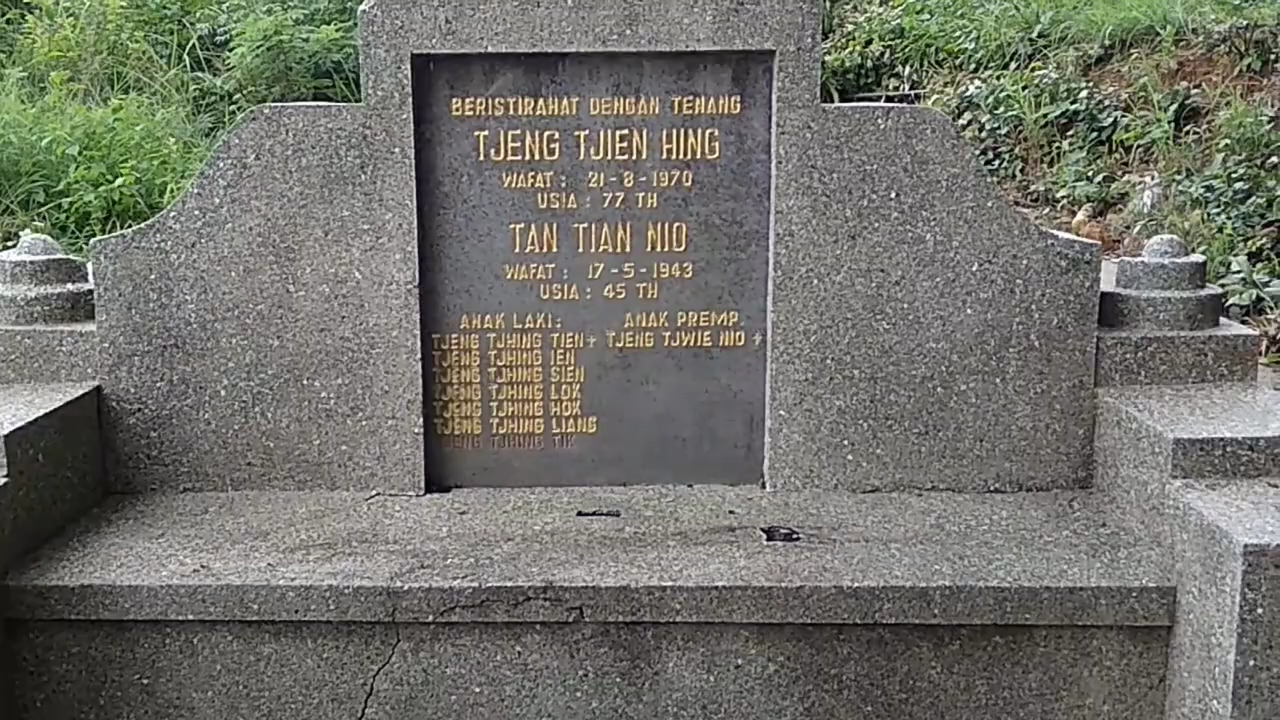 BERISTIRAHAT DENGAN TENANG
TJENG TJIEN HING
WAFAT : 21-8-1970
USIA : 77 TH
TAN TIAN NIO
WAFAT : 17-5-1943
USIA : 45 TH
ANAK LAKI: ANAK PREMP.
TJENG TJHING TIEN + TJENG TJWIE NIO +
TJENG TJHING IEN
TJENG TJHING SIEN
TJENG TJHING LOK
TJENG TJHING HOK
TJENG TJHING LIANG
TJENG TJHING TIK